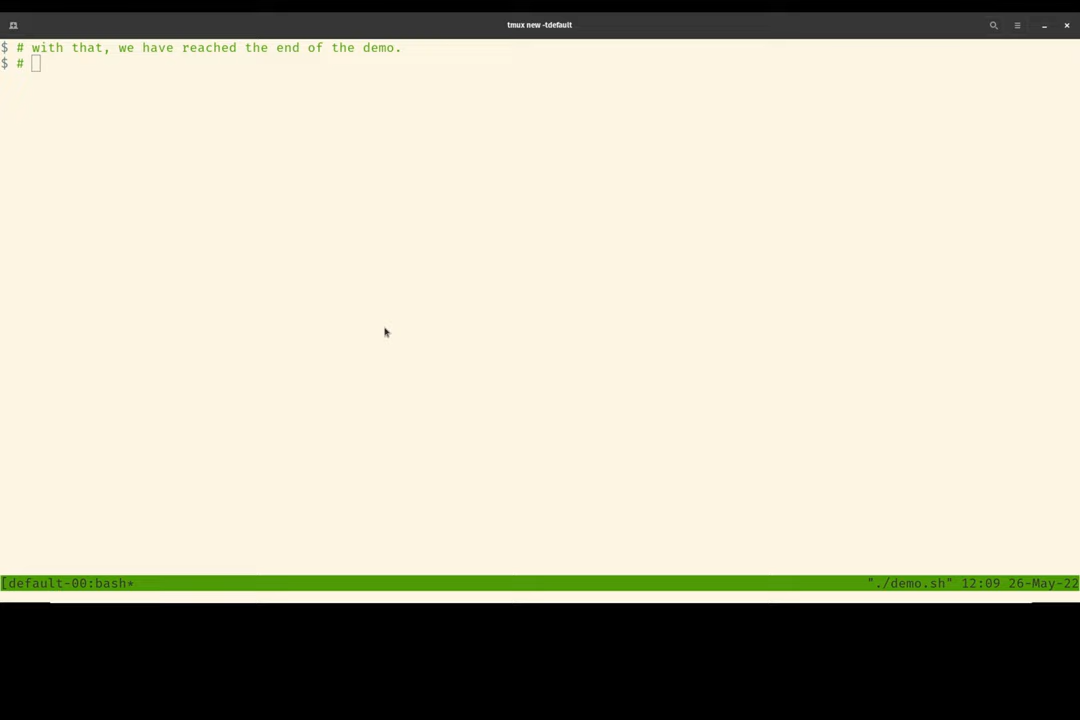 tmux new -tdefault
$ # with that, we have reached the end of the demo.
$ #
[default-00:bash* "./demo.sh" 12:09 26-May-22